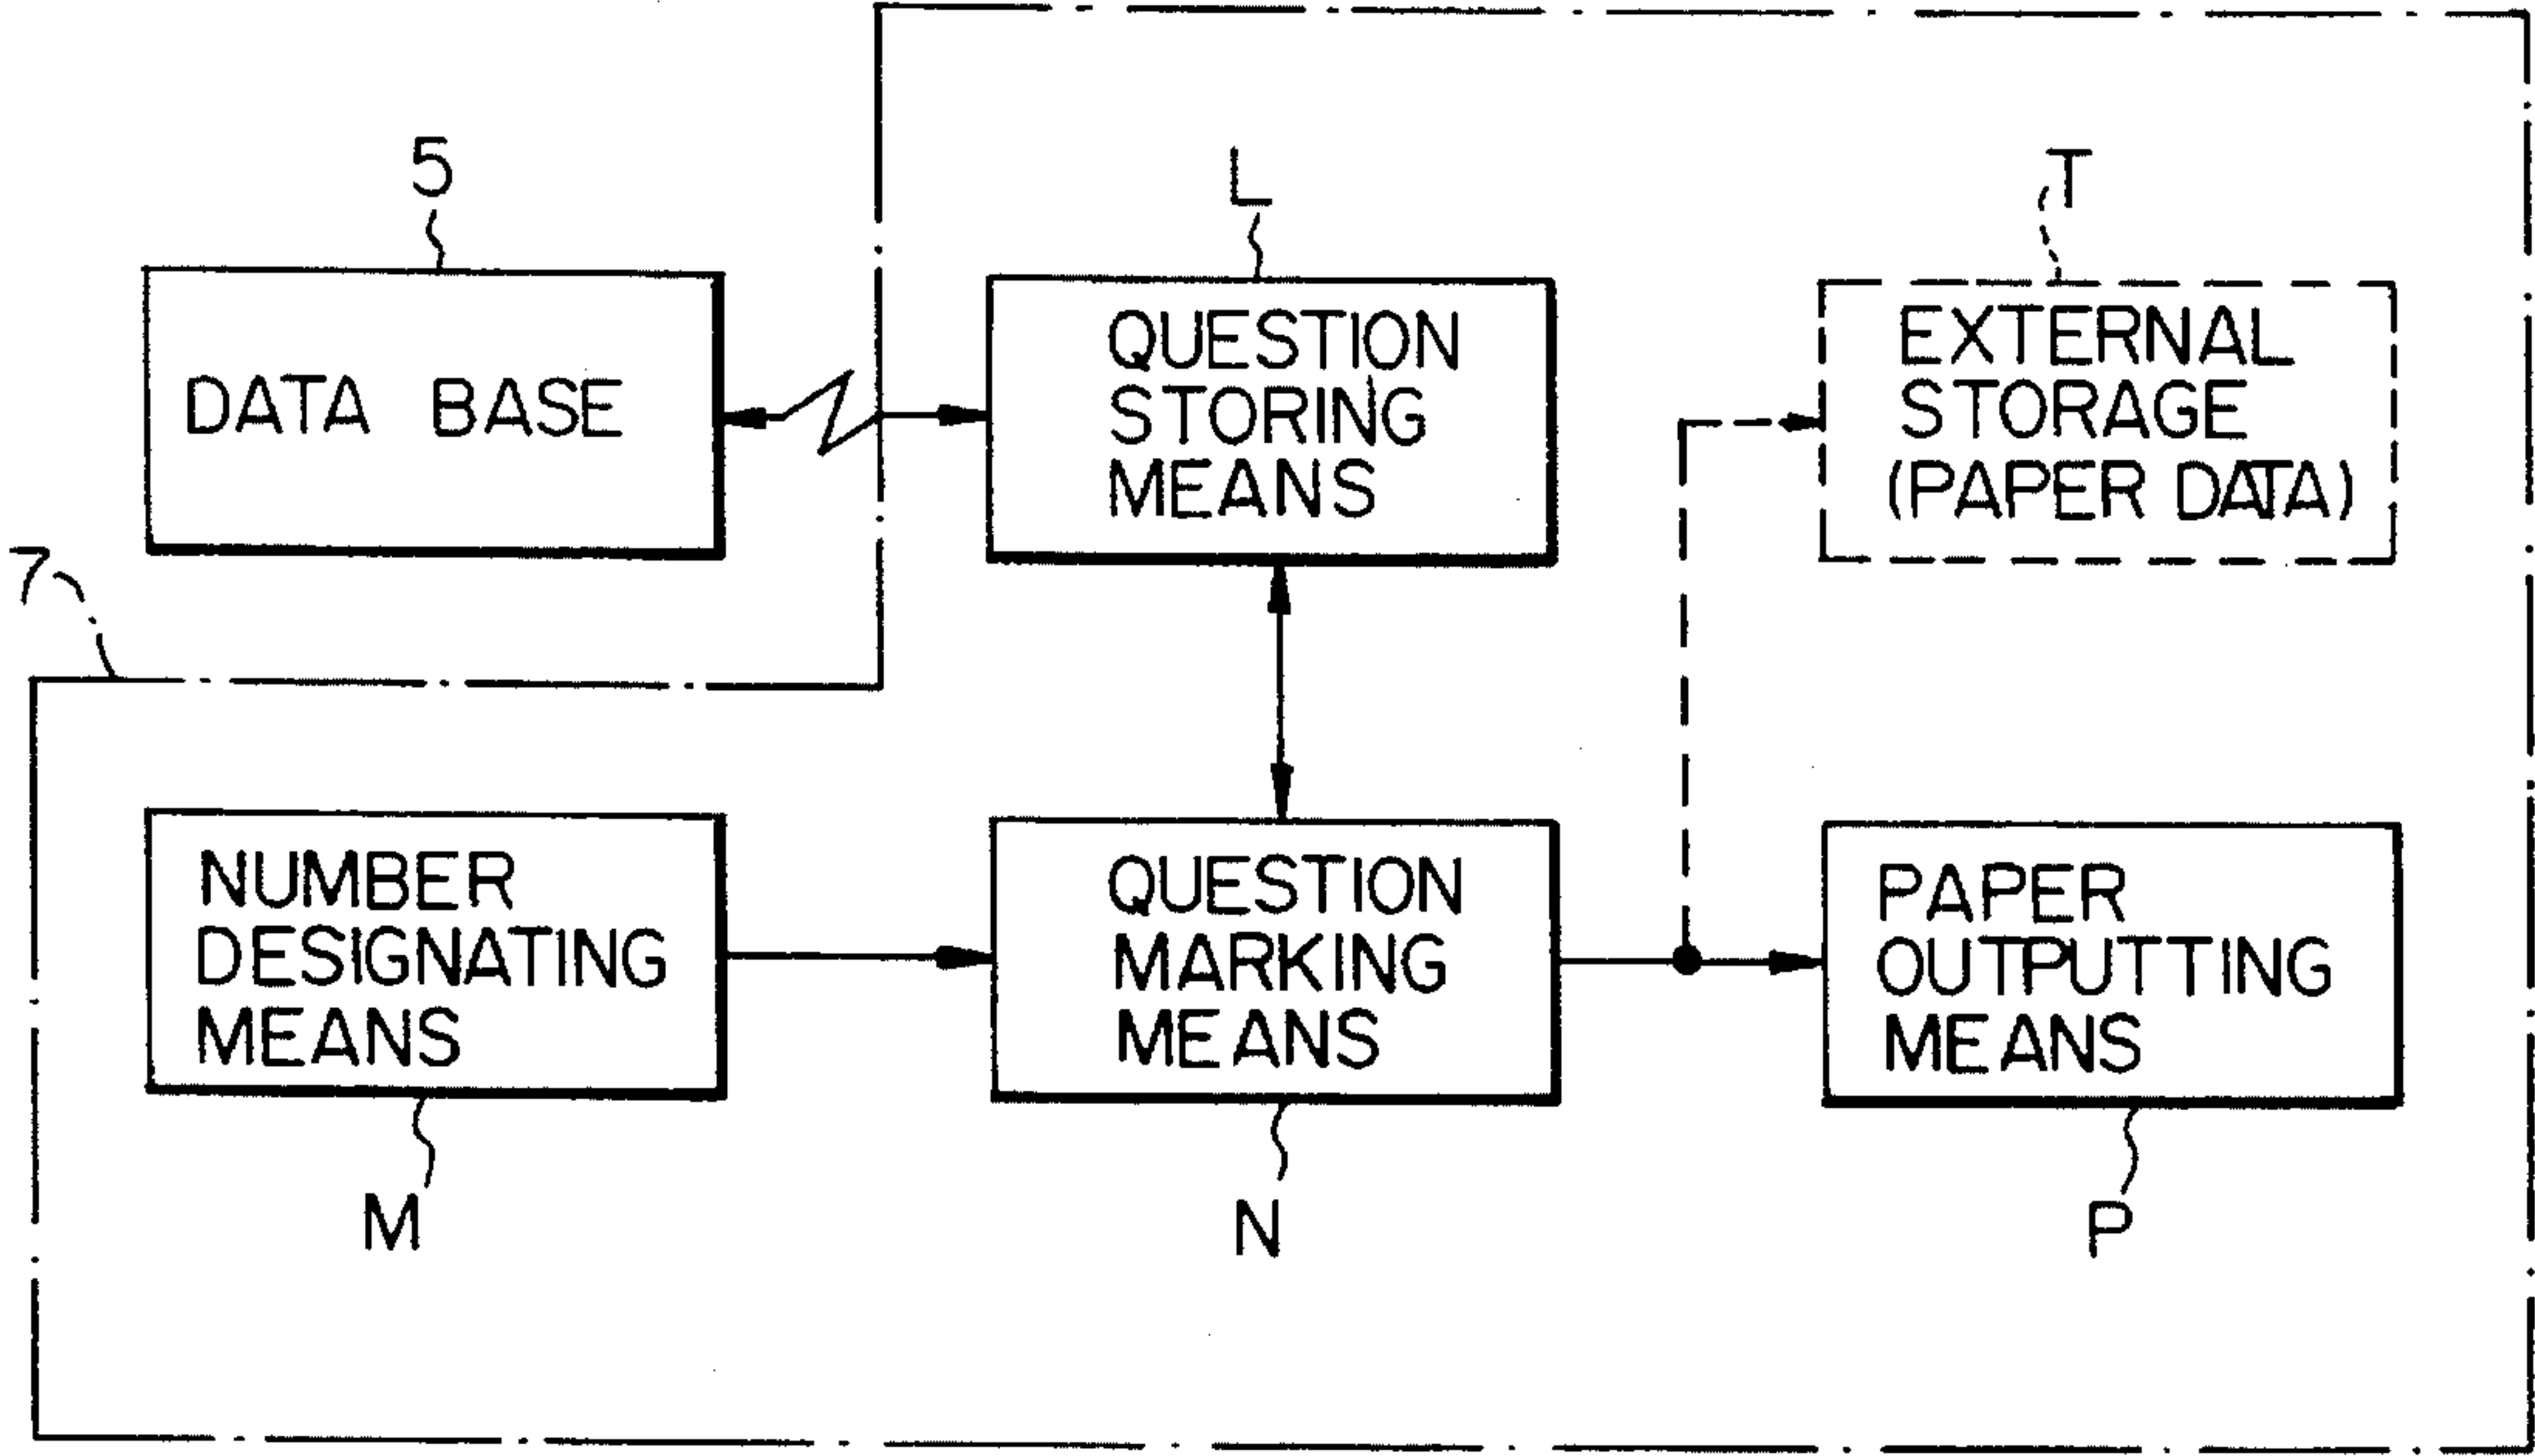 5
DATA BASE
L
QUESTION
STORING
MEANS
T
EXTERNAL
STORAGE
(PAPER DATA)
7
NUMBER
DESIGNATING
MEANS
M
QUESTION
MARKING
MEANS
N
PAPER
OUTPUTTING
MEANS
P